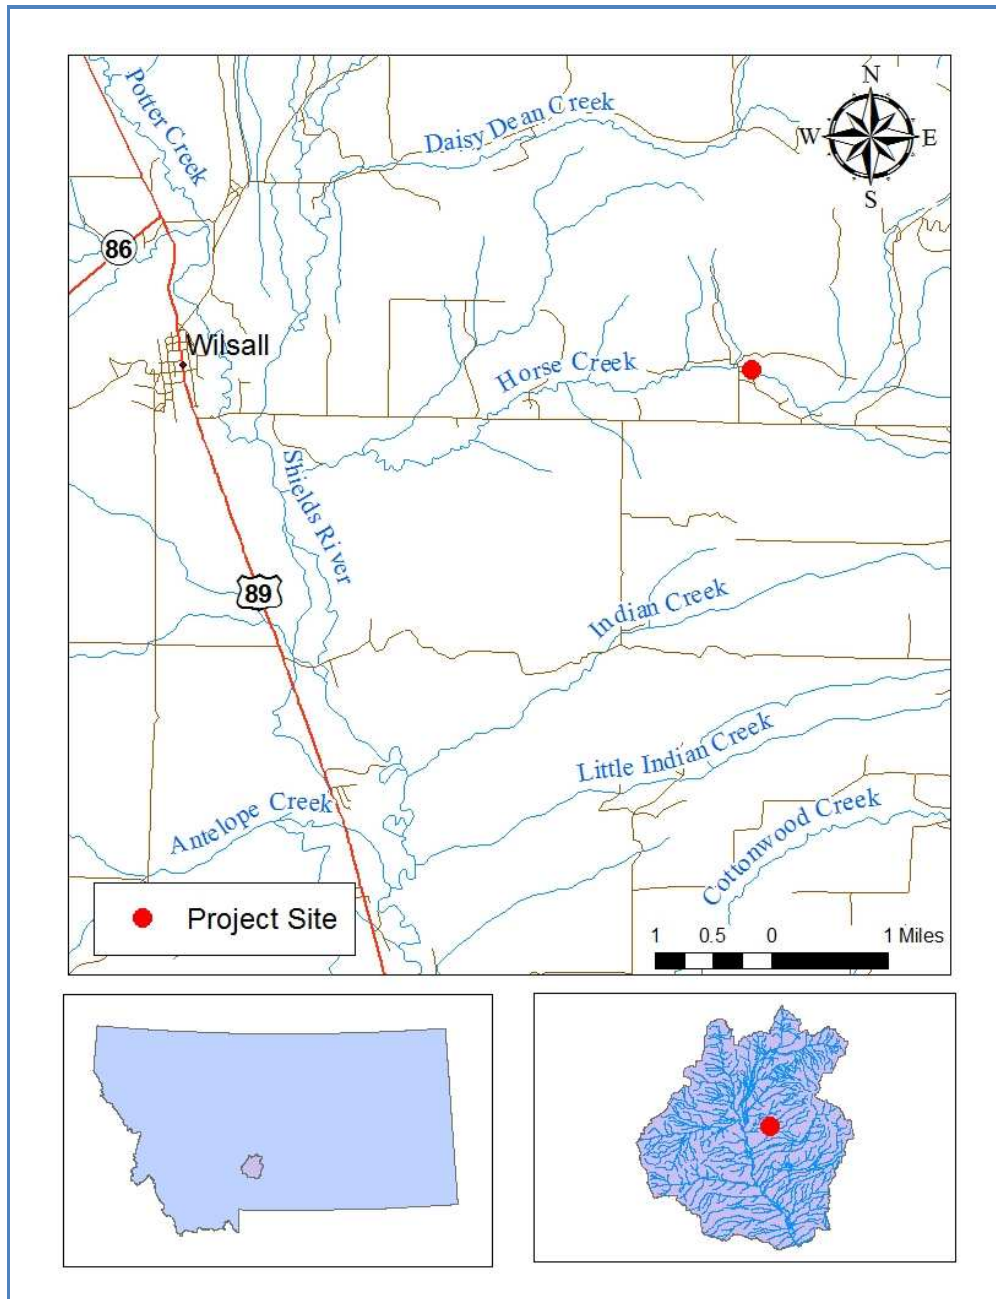 N
W E
S
Potter Creek
Daisy Dean Creek
86
Wilsall
Horse Creek
Shields River
89
Indian Creek
Little Indian Creek
Antelope Creek
Cottonwood Creek
Project Site
1 0.5 0 1 Miles